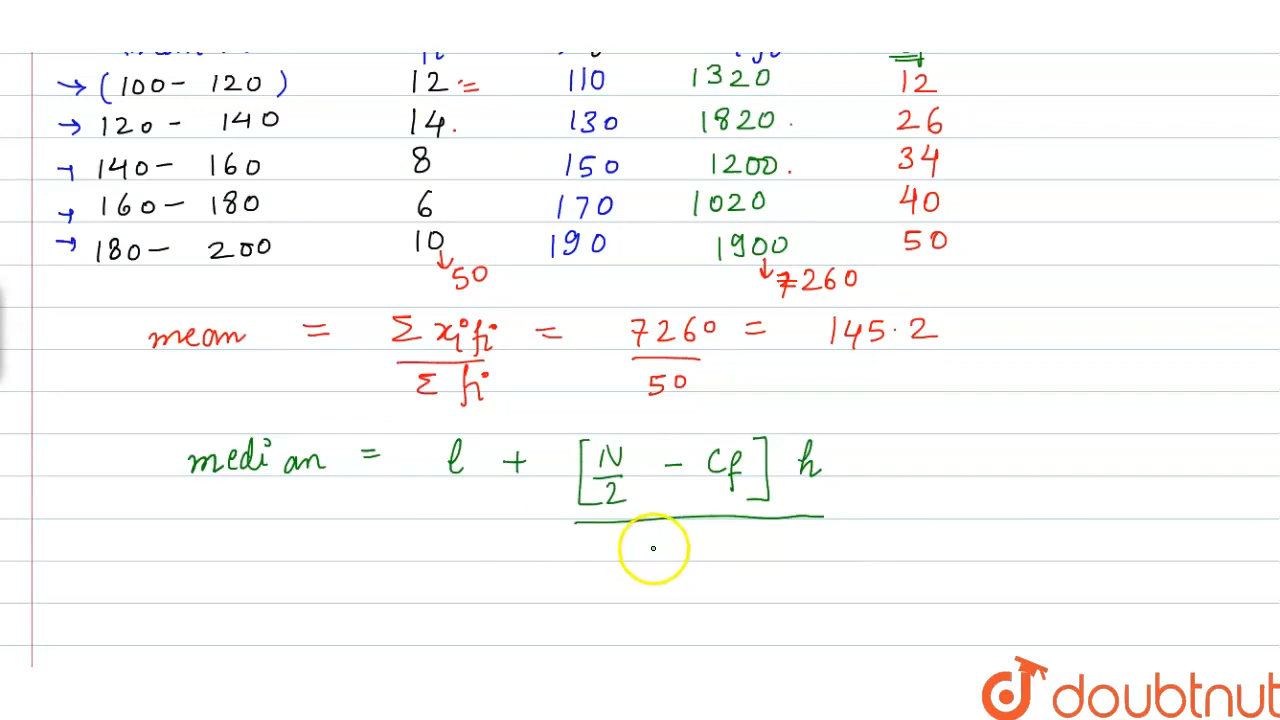 → (100- 120) 12 110 1320 12
→ 120- 140 14. 130 1820. 26
→ 140- 160 8 150 1200. 34
→ 160- 180 6 170 1020 40
→ 180- 200 10 190 1900 50
↓50 ↓7260
mean = Σ xifi / Σ fi = 7260 / 50 = 145.2
median = l + [N/2 - Cf] h
doubtnut